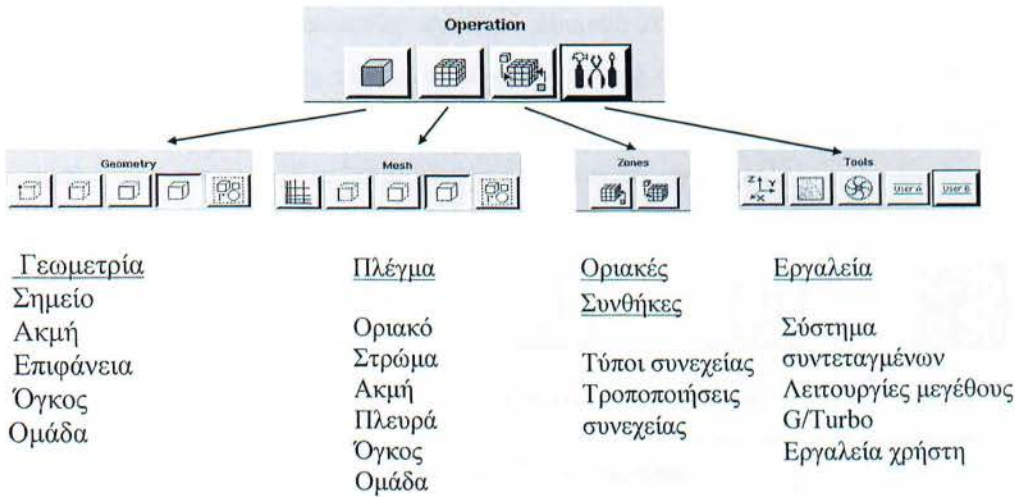 Operation
Geometry
Mesh
Zones
Tools
Z
Y
X
User A
User B
Γεωμετρία
Σημείο
Ακμή
Επιφάνεια
Όγκος
Ομάδα
Πλέγμα
Οριακό
Στρώμα
Ακμή
Πλευρά
Όγκος
Ομάδα
Οριακές
Συνθήκες
Τύποι συνεχείας
Τροποποιήσεις
συνεχείας
Εργαλεία
Σύστημα
συντεταγμένων
Λειτουργίες μεγέθους
G/Turbo
Εργαλεία χρήστη